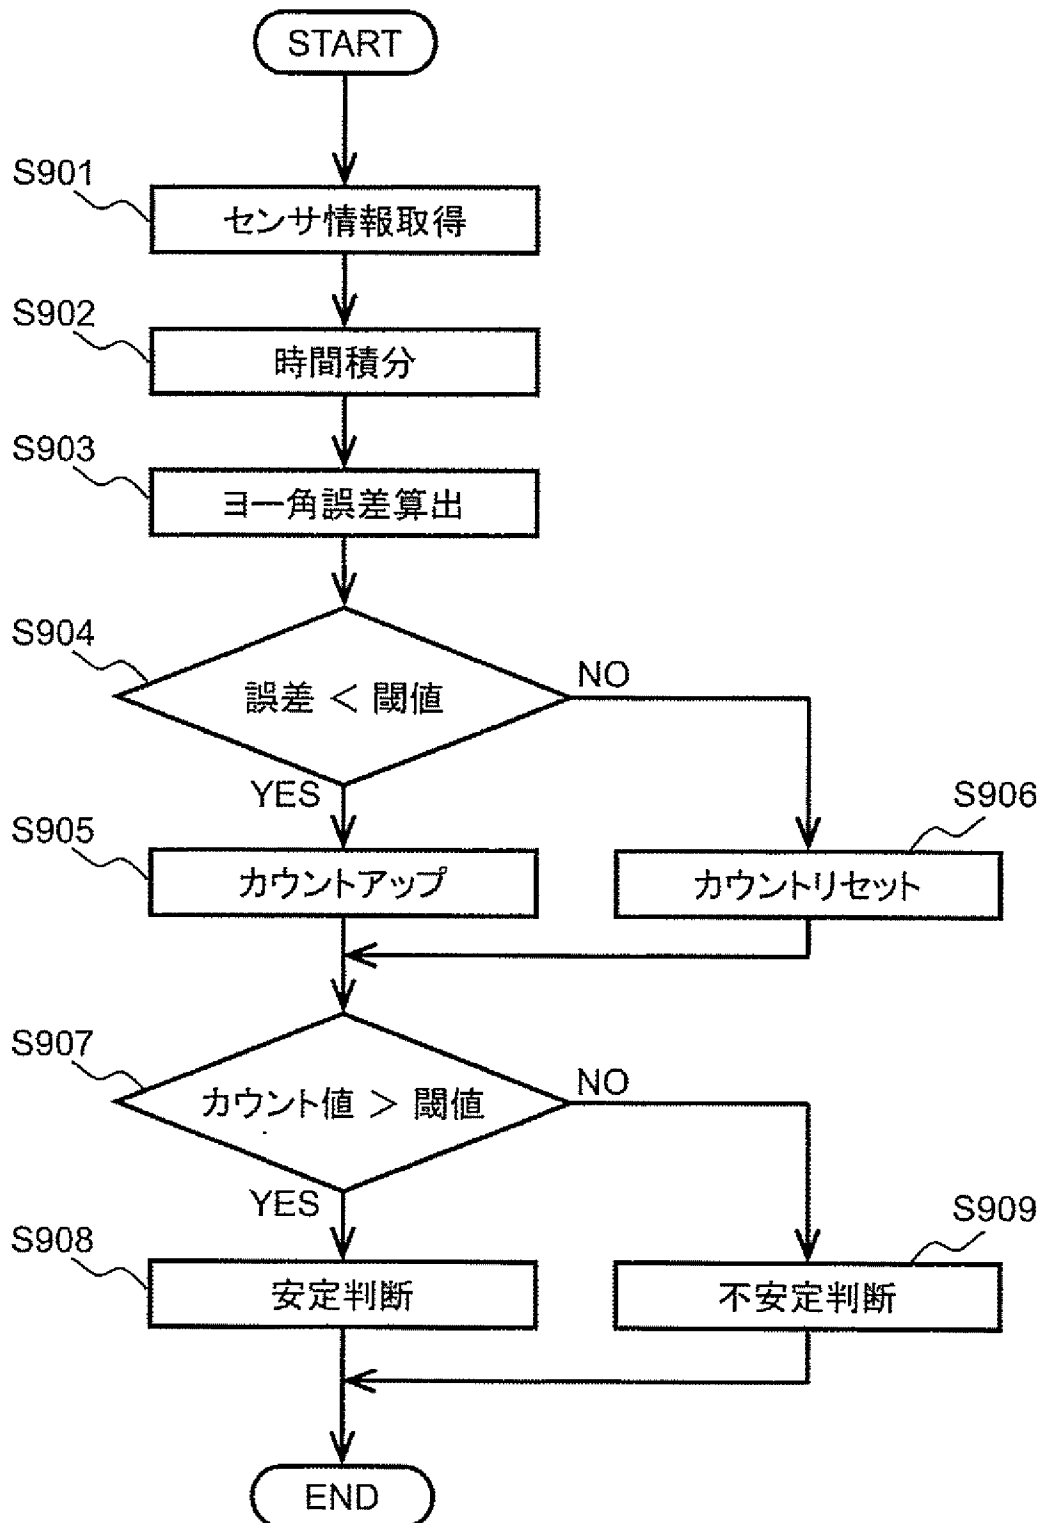 START
S901
センサ情報取得
S902
時間積分
S903
ヨー角誤差算出
S904
誤差 < 閾値
NO
YES
S905
カウントアップ
S906
カウントリセット
S907
カウント値 > 閾値
NO
YES
S908
安定判断
S909
不安定判断
END